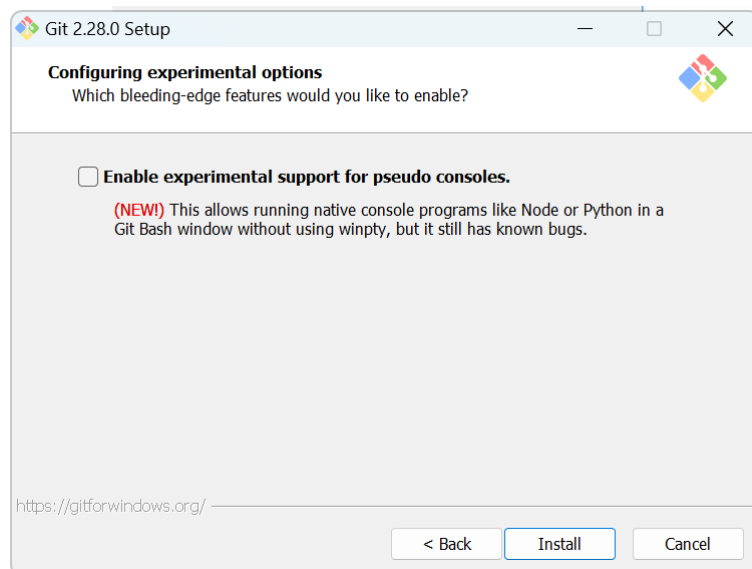 Git 2.28.0 Setup
Configuring experimental options
Which bleeding-edge features would you like to enable?
Enable experimental support for pseudo consoles.
(NEW!) This allows running native console programs like Node or Python in a
Git Bash window without using winpty, but it still has known bugs.
https://gitforwindows.org/
< Back
Install
Cancel